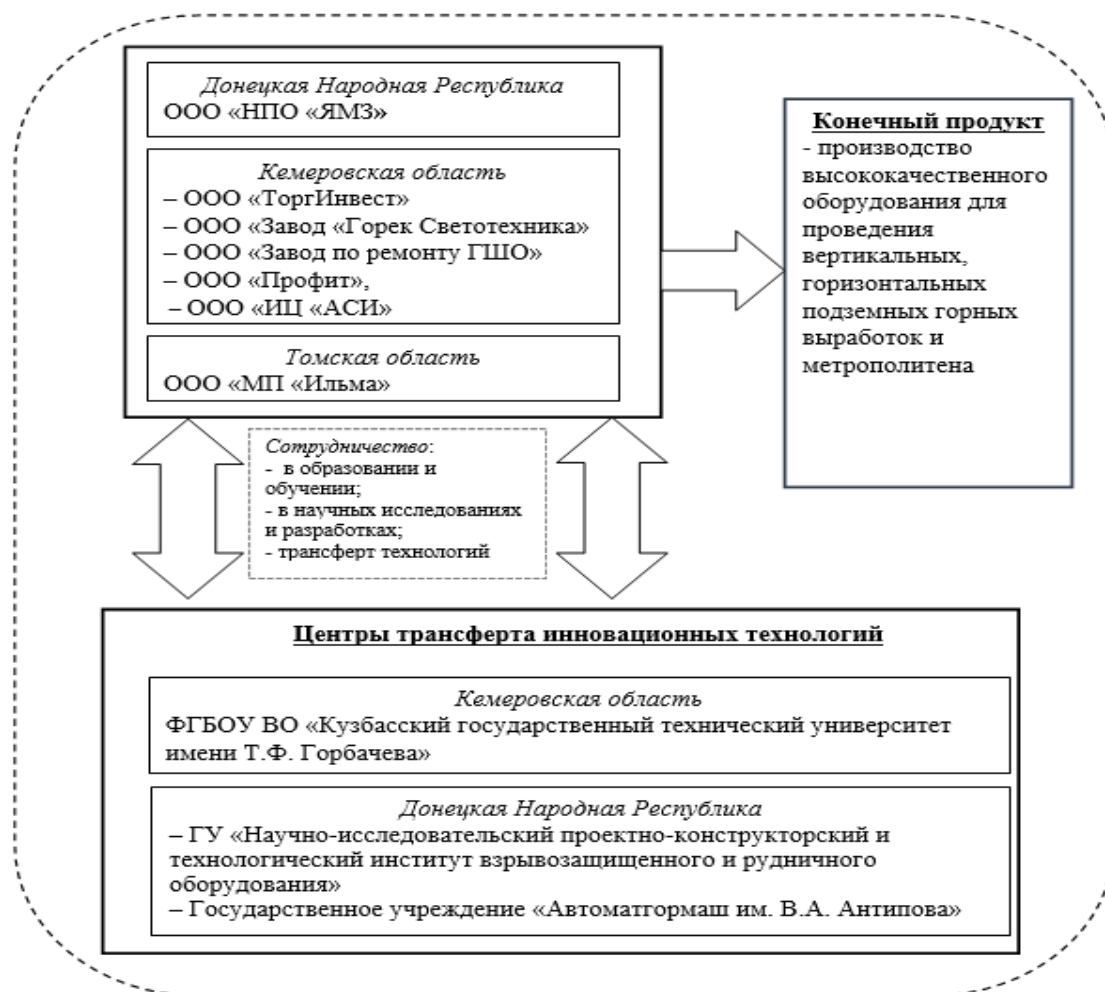 Донецкая Народная Республика
ООО «НПО «ЯМЗ»
Кемеровская область
– ООО «ТоргИнвест»
– ООО «Завод «Горек Светотехника»
– ООО «Завод по ремонту ГШО»
– ООО «Профит»,
– ООО «ИЦ «АСИ»
Томская область
ООО «МП «Ильма»
Конечный продукт
- производство
высококачественного
оборудования для
проведения
вертикальных,
горизонтальных
подземных горных
выработок и
метрополитена
Сотрудничество:
- в образовании и
обучении;
- в научных исследованиях
и разработках;
- трансферт технологий
Центры трансферта инновационных технологий
Кемеровская область
ФГБОУ ВО «Кузбасский государственный технический университет
имени Т.Ф. Горбачева»
Донецкая Народная Республика
– ГУ «Научно-исследовательский проектно-конструкторский и
технологический институт взрывозащищенного и рудничного
оборудования»
– Государственное учреждение «Автоматгормаш им. В.А. Антипова»